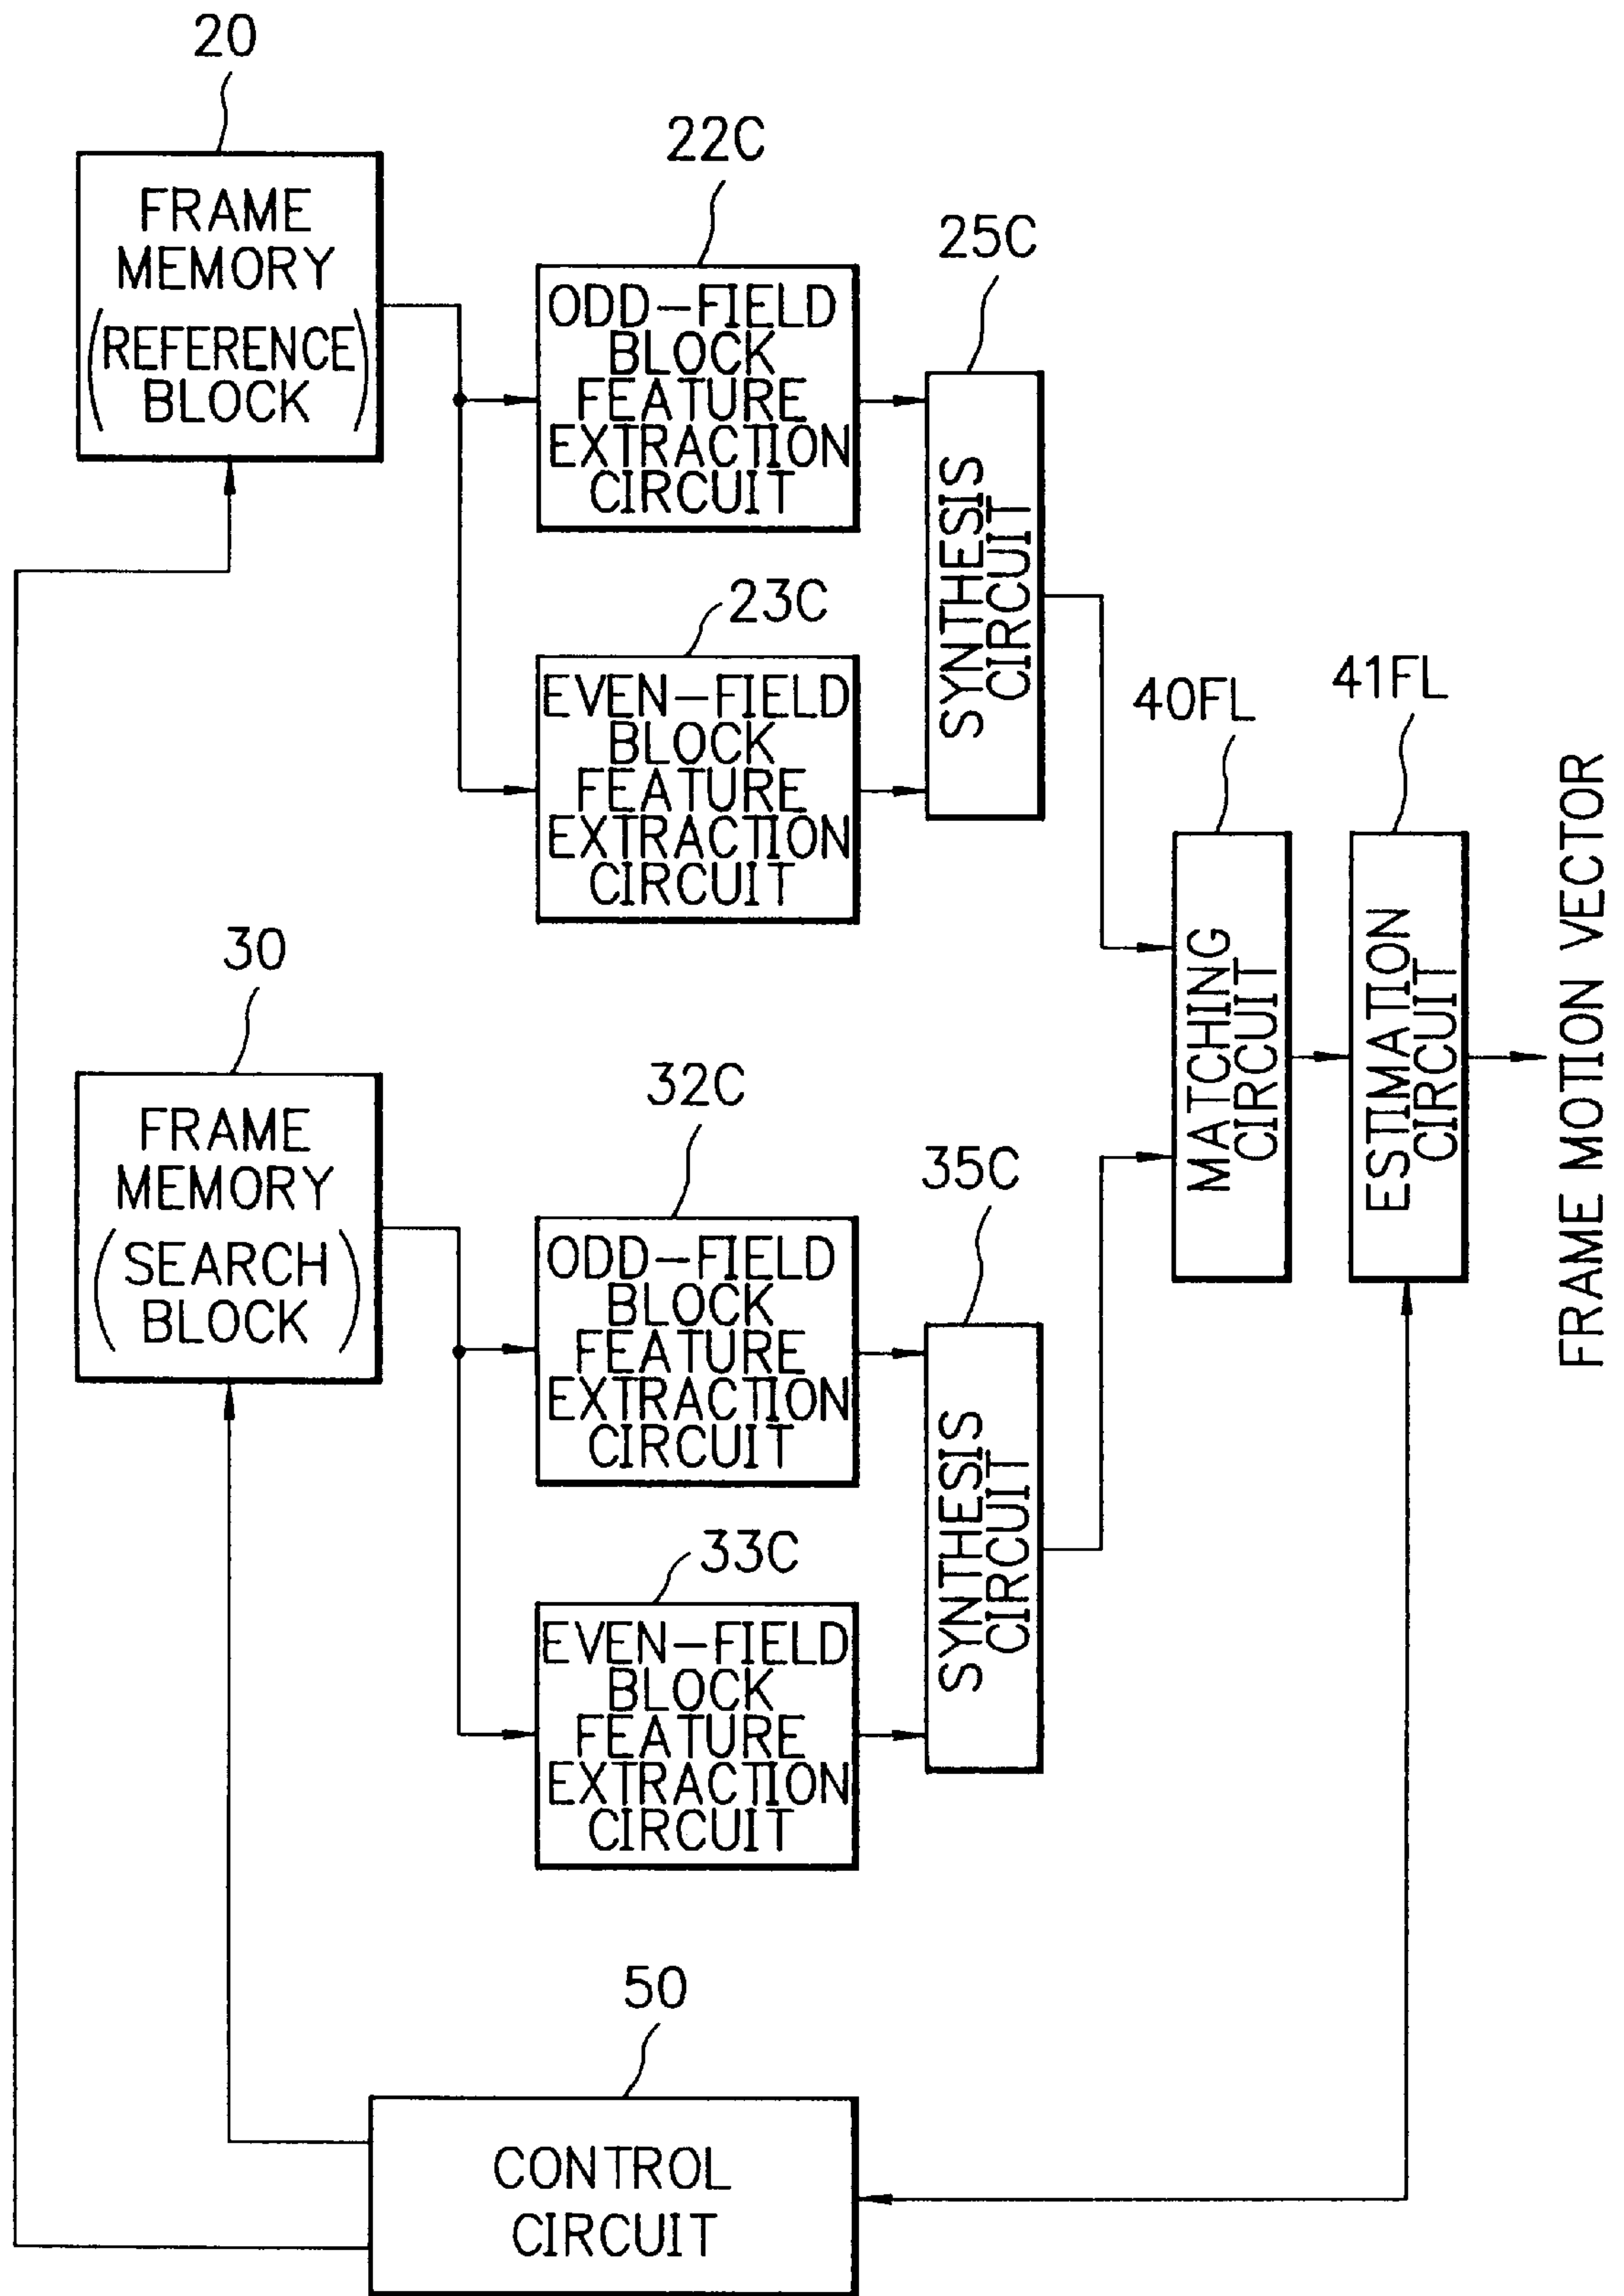 20
FRAME
MEMORY
(REFERENCE
BLOCK)
22C
ODD-FIELD
BLOCK
FEATURE
EXTRACTION
CIRCUIT
23C
EVEN-FIELD
BLOCK
FEATURE
EXTRACTION
CIRCUIT
25C
SYNTHESIS
CIRCUIT
30
FRAME
MEMORY
(SEARCH
BLOCK)
32C
ODD-FIELD
BLOCK
FEATURE
EXTRACTION
CIRCUIT
33C
EVEN-FIELD
BLOCK
FEATURE
EXTRACTION
CIRCUIT
35C
SYNTHESIS
CIRCUIT
40FL
MATCHING
CIRCUIT
41FL
ESTIMATION
CIRCUIT
FRAME MOTION VECTOR
50
CONTROL
CIRCUIT